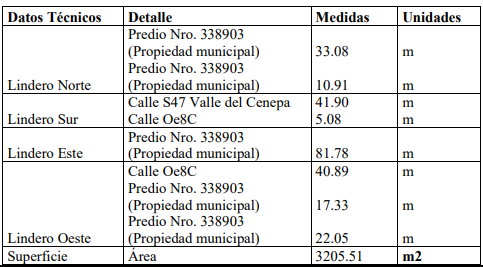 Datos Técnicos Detalle Medidas Unidades
Predio Nro. 338903
(Propiedad municipal) 33.08 m
Predio Nro. 338903
Lindero Norte (Propiedad municipal) 10.91 m
Calle S47 Valle del Cenepa 41.90 m
Lindero Sur Calle Oe8C 5.08 m
Predio Nro. 338903
Lindero Este (Propiedad municipal) 81.78 m
Calle Oe8C 40.89 m
Predio Nro. 338903
(Propiedad municipal) 17.33 m
Predio Nro. 338903
Lindero Oeste (Propiedad municipal) 22.05 m
Superficie Área 3205.51 m2